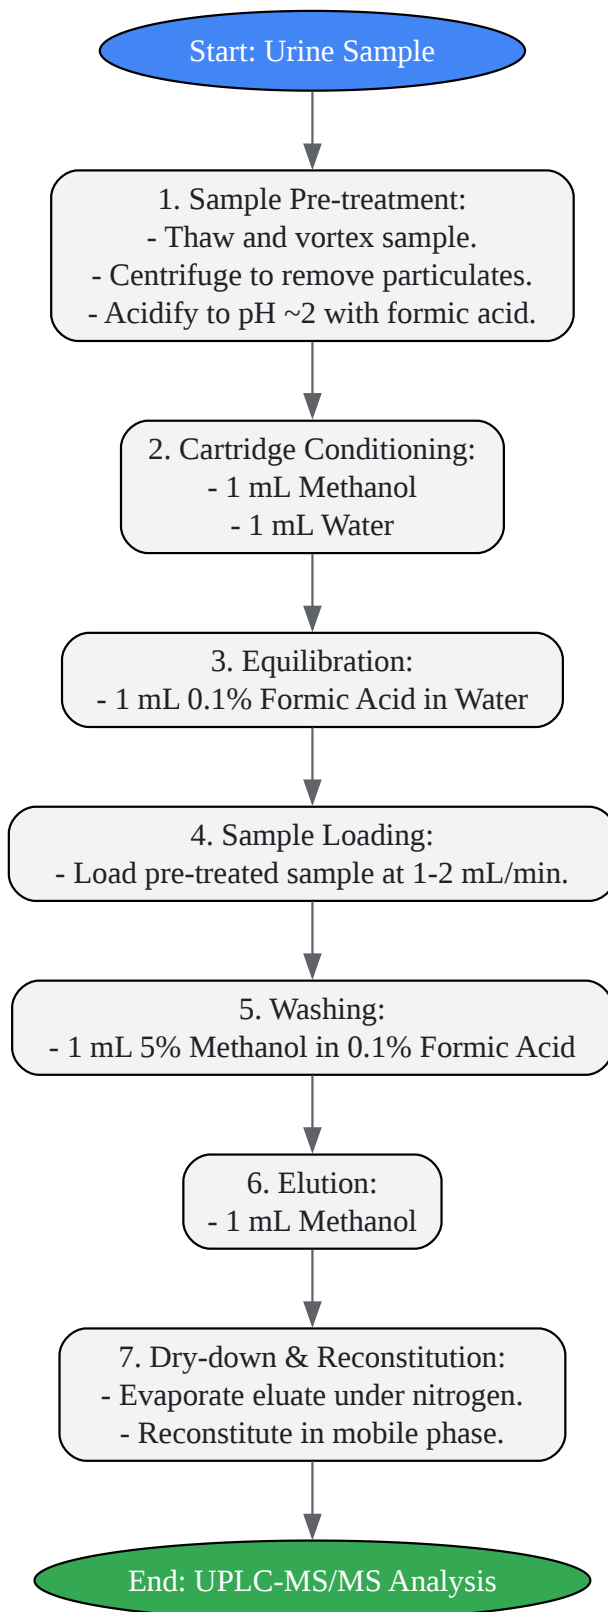 Start: Urine Sample
1. Sample Pre-treatment:
- Thaw and vortex sample.
- Centrifuge to remove particulates.
- Acidify to pH ~2 with formic acid.
2. Cartridge Conditioning:
- 1 mL Methanol
- 1 mL Water
3. Equilibration:
- 1 mL 0.1% Formic Acid in Water
4. Sample Loading:
- Load pre-treated sample at 1-2 mL/min.
5. Washing:
- 1 mL 5% Methanol in 0.1% Formic Acid
6. Elution:
- 1 mL Methanol
7. Dry-down & Reconstitution:
- Evaporate eluate under nitrogen.
- Reconstitute in mobile phase.
End: UPLC-MS/MS Analysis